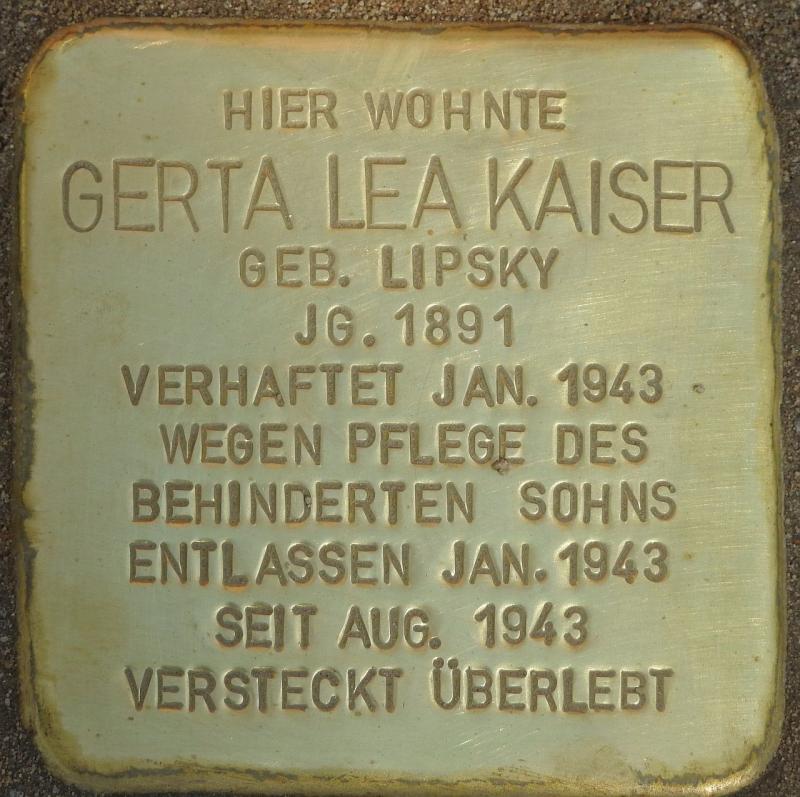 HIER WOHNTE
GERTA LEA KAISER
GEB. LIPSKY
JG. 1891
VERHAFTET JAN. 1943
WEGEN PFLEGE DES
BEHINDERTEN SOHNS
ENTLASSEN JAN. 1943
SEIT AUG. 1943
VERSTECKT ÜBERLEBT